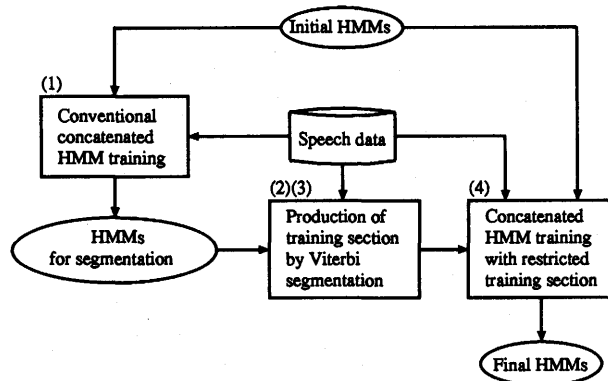 Initial HMMs
(1)
Conventional
concatenated
HMM training
Speech data
(2)(3)
(4)
HMMs
for segmentation
Production of
training section
by Viterbi
segmentation
Concatenated
HMM training
with restricted
training section
Final HMMs